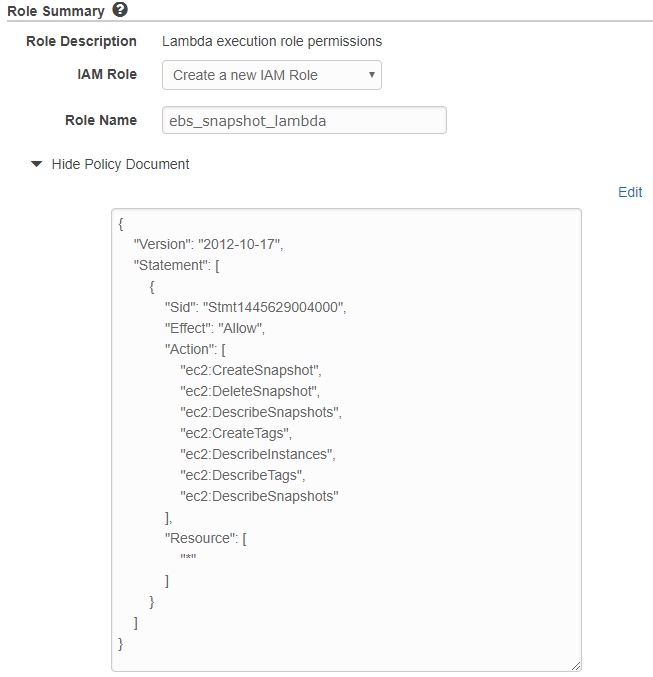 Role Summary ?
Role Description Lambda execution role permissions
IAM Role Create a new IAM Role
Role Name ebs_snapshot_lambda
Hide Policy Document
Edit
{
"Version": "2012-10-17",
"Statement": [
{
"Sid": "Stmt1445629004000",
"Effect": "Allow",
"Action": [
"ec2:CreateSnapshot",
"ec2:DeleteSnapshot",
"ec2:DescribeSnapshots",
"ec2:CreateTags",
"ec2:DescribeInstances",
"ec2:DescribeTags",
"ec2:DescribeSnapshots"
],
"Resource": [
"*"
]
}
]
}